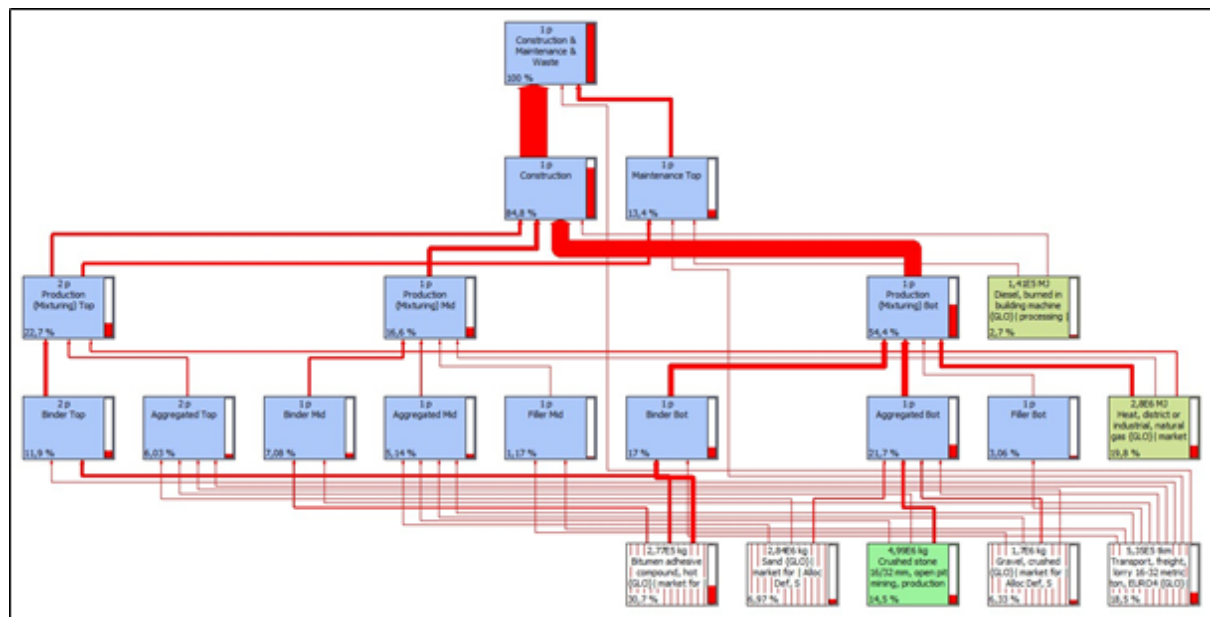 1 p
Construction &
Maintenance &
Waste
100 %
1 p
Construction
84,8 %
1 p
Maintenance Top
13,4 %
2 p
Production
(Mixturing) Top
22,7 %
1 p
Production
(Mixturing) Mid
16,6 %
1 p
Production
(Mixturing) Bot
54,4 %
1,41E5 MJ
Diesel, burned in
building machine
{GLO}| processing |
2,7 %
2 p
Binder Top
11,9 %
2 p
Aggregated Top
6,03 %
1 p
Binder Mid
7,08 %
1 p
Aggregated Mid
5,14 %
1 p
Filler Mid
1,17 %
1 p
Binder Bot
17 %
1 p
Aggregated Bot
21,7 %
1 p
Filler Bot
3,06 %
2,8E6 MJ
Heat, district or
industrial, natural
gas {GLO}| market
19,8 %
2,77E5 kg
Bitumen adhesive
compound, hot
{GLO}| market for
30,7 %
2,84E6 kg
Sand {GLO}|
market for | Alloc
Def, S
6,97 %
4,99E6 kg
Crushed stone
16/32 mm, open pit
mining, production
14,5 %
1,7E6 kg
Gravel, crushed
{GLO}| market for |
Alloc Def, S
6,33 %
5,35E5 tkm
Transport, freight,
lorry 16-32 metric
ton, EURO4 {GLO}|
18,5 %